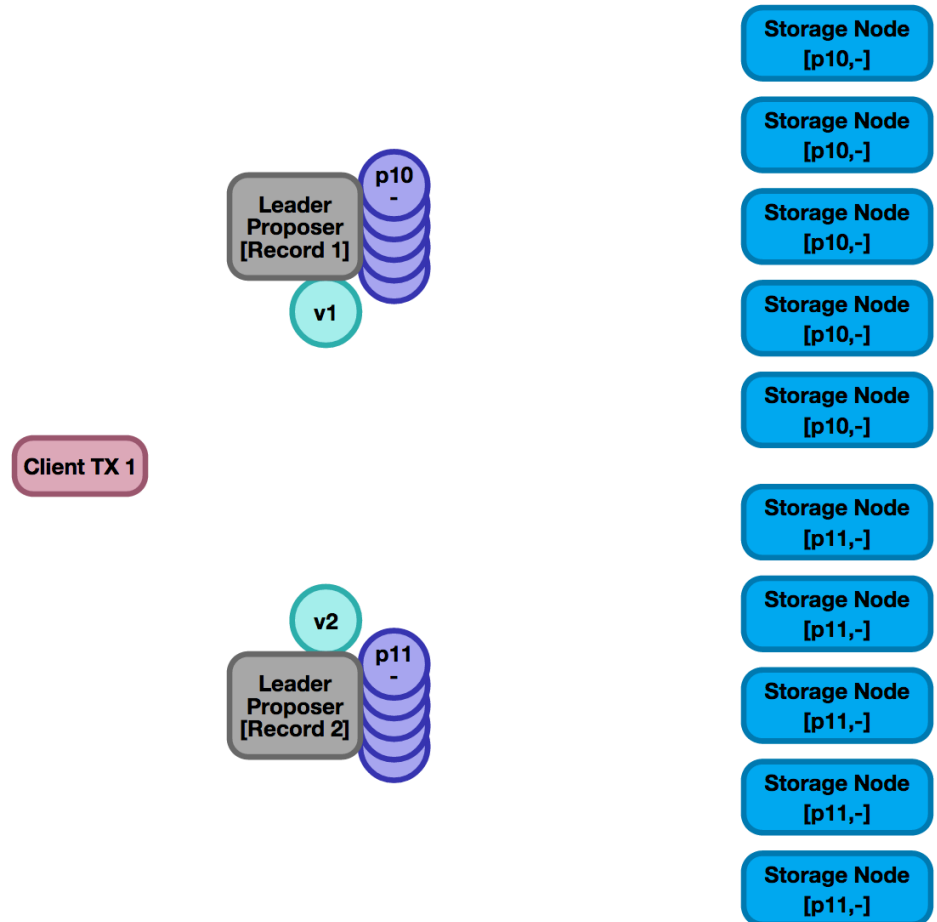 Storage Node
[p10,-]
Storage Node
[p10,-]
p10
-
Leader
Proposer
[Record 1]
Storage Node
[p10,-]
v1
Storage Node
[p10,-]
Storage Node
[p10,-]
Client TX 1
Storage Node
[p11,-]
v2
Storage Node
[p11,-]
p11
-
Leader
Proposer
[Record 2]
Storage Node
[p11,-]
Storage Node
[p11,-]
Storage Node
[p11,-]